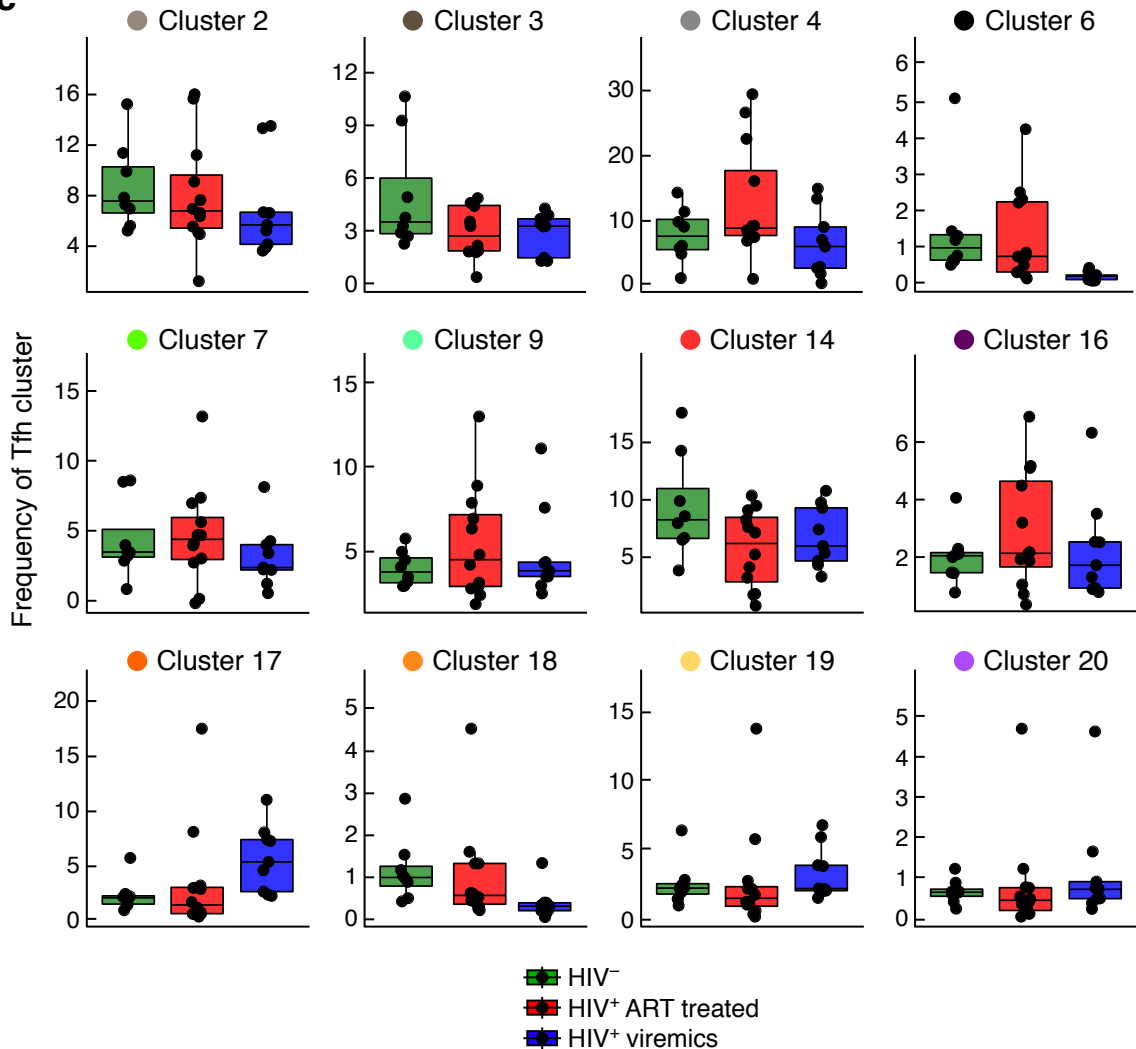 c
Cluster 2 Cluster 3 Cluster 4 Cluster 6
16 12 8 4
12 9 6 3 0
30 20 10 0
6 5 4 3 2 1 0
Frequency of Tfh cluster
Cluster 7 Cluster 9 Cluster 14 Cluster 16
15 10 5 0
15 10 5
15 10 5
6 4 2
Cluster 17 Cluster 18 Cluster 19 Cluster 20
20 15 10 5 0
5 4 3 2 1 0
15 10 5 0
5 4 3 2 1 0
HIV⁻
HIV⁺ ART treated
HIV⁺ viremics